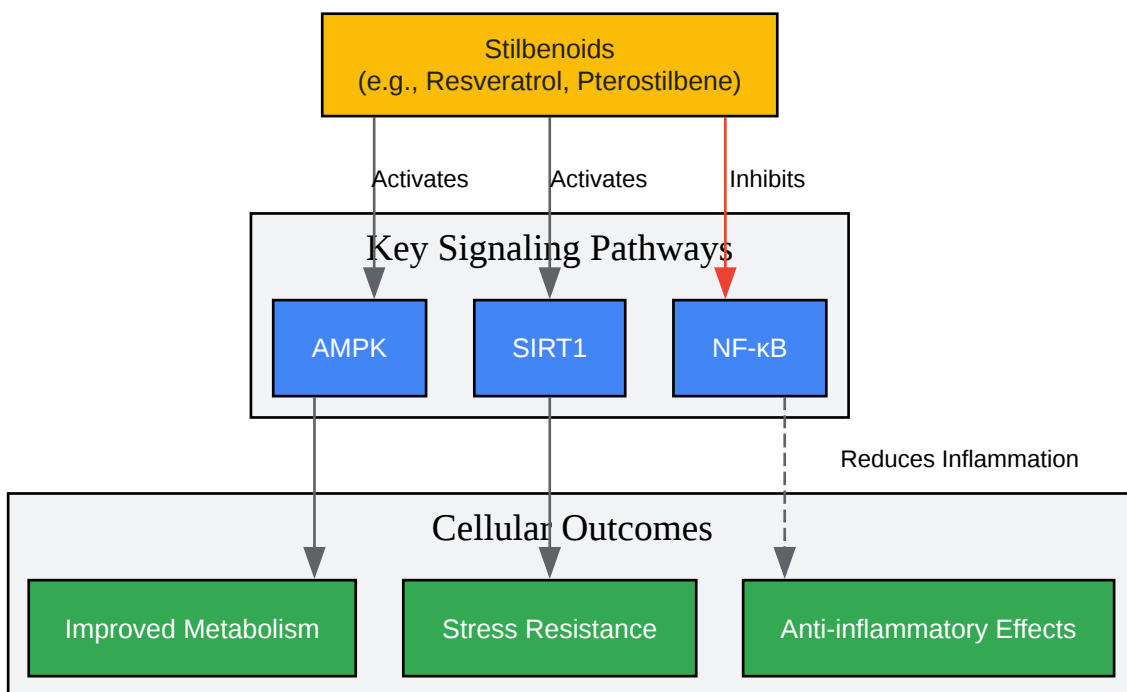 Stilbenoids
(e.g., Resveratrol, Pterostilbene)
Activates
Activates
Inhibits
Key Signaling Pathways
AMPK
SIRT1
NF-κB
Reduces Inflammation
Cellular Outcomes
Improved Metabolism
Stress Resistance
Anti-inflammatory Effects